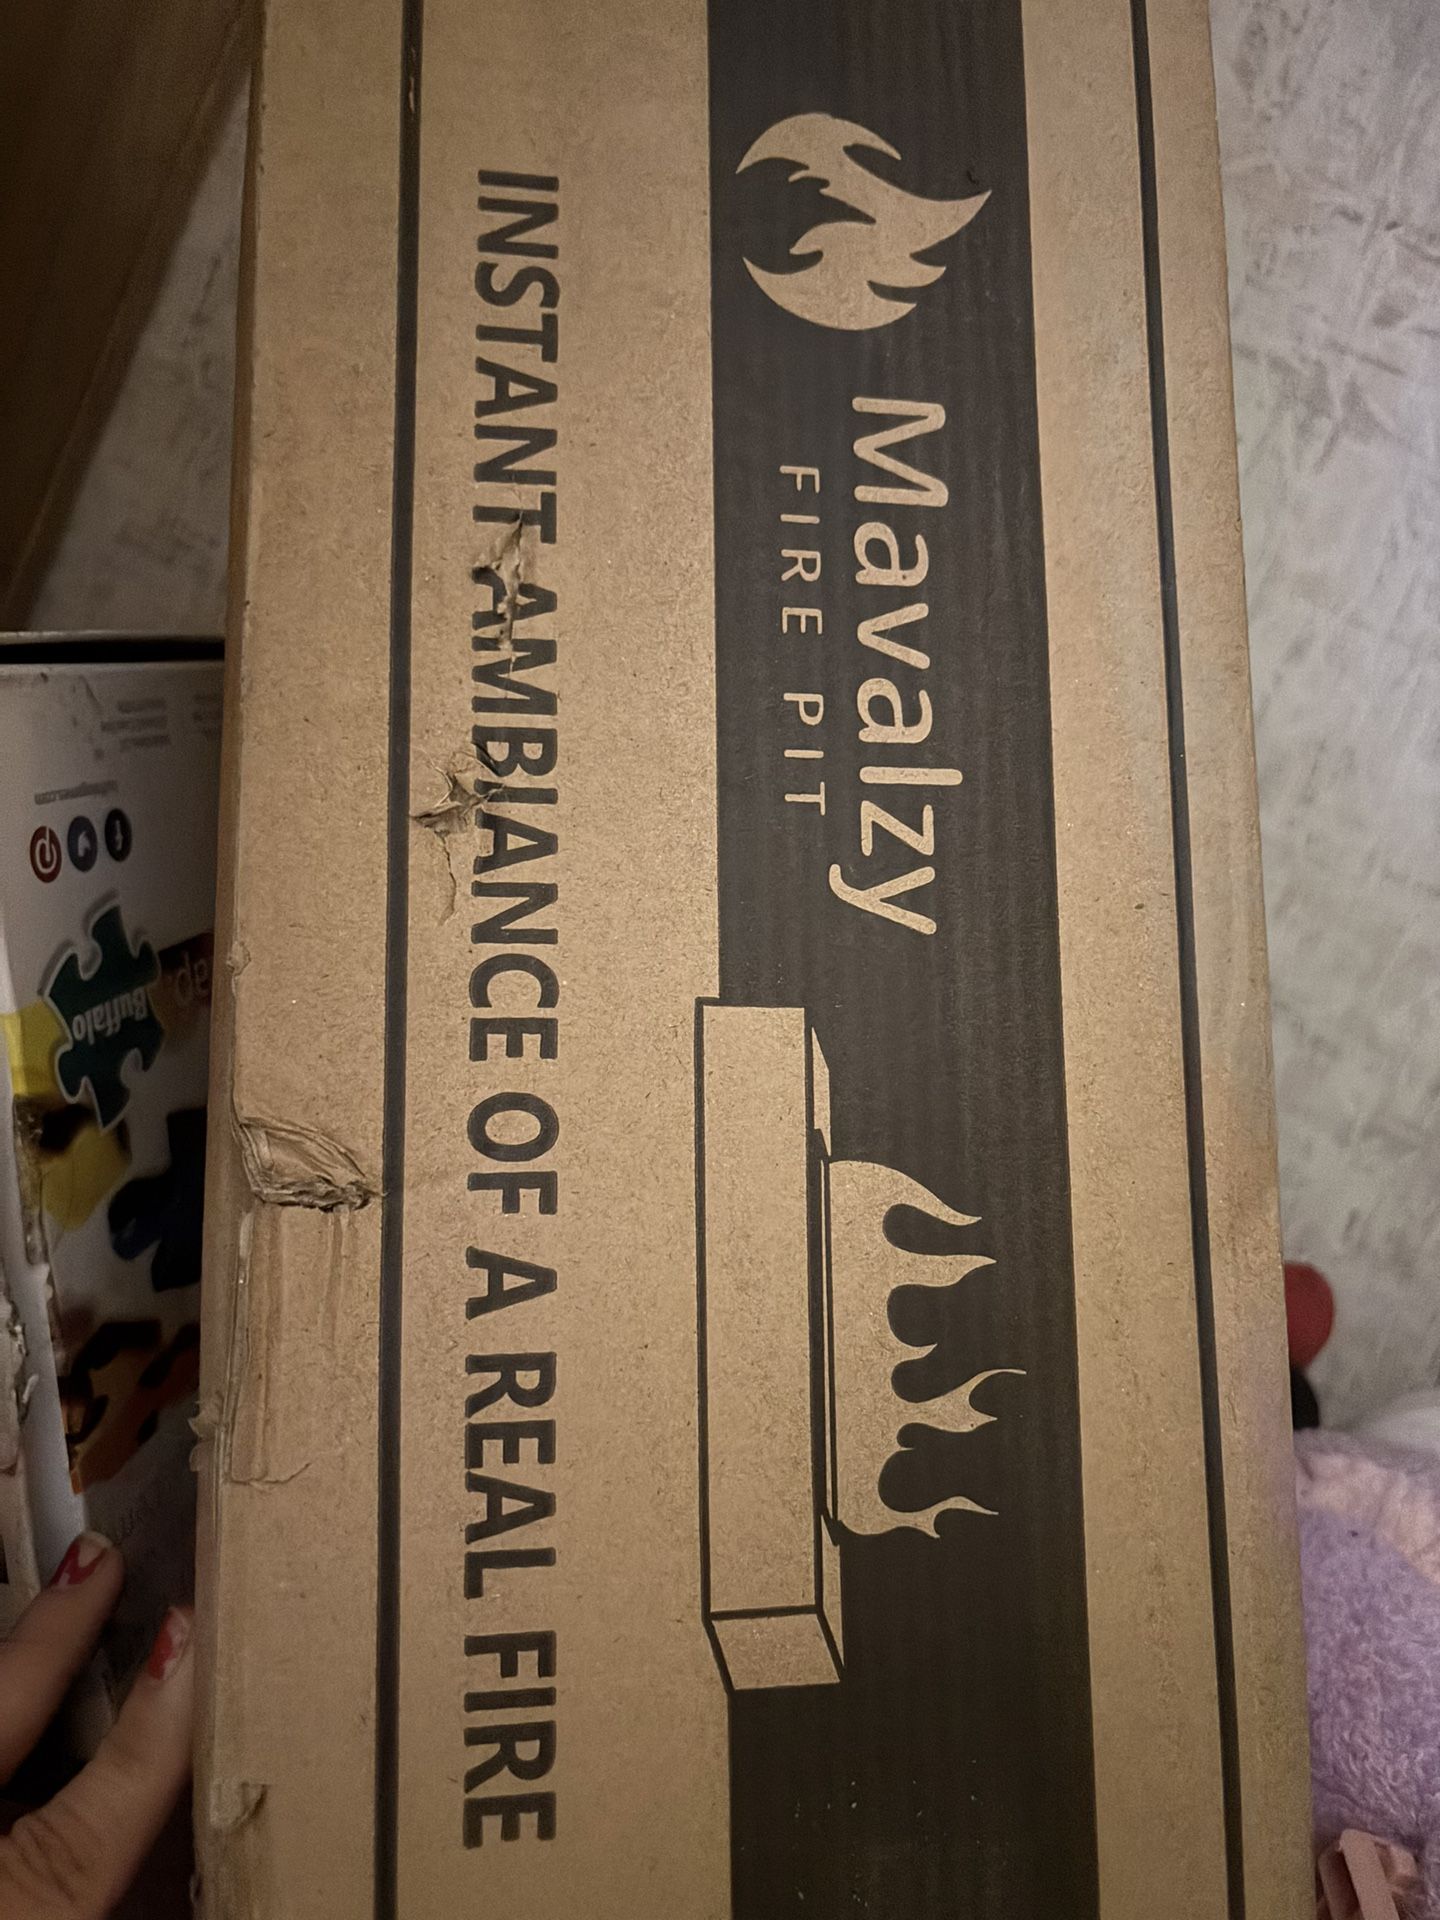 Mavalzy
FIRE PIT
INSTANT AMBIANCE OF A REAL FIRE
Buffalo